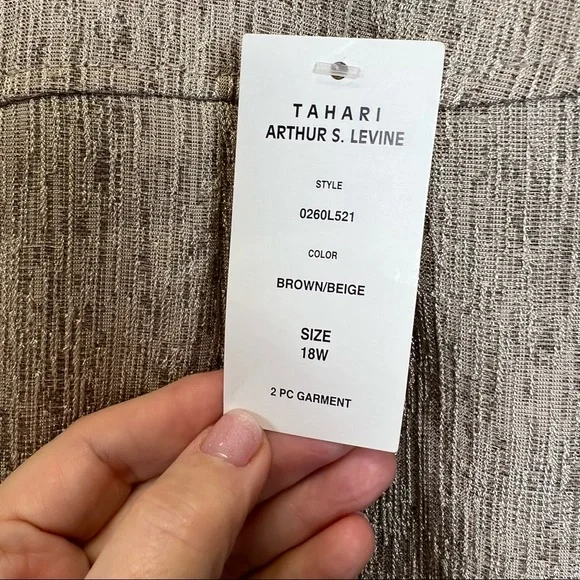 TAHARI
ARTHUR S. LEVINE
STYLE
0260L521
COLOR
BROWN/BEIGE
SIZE
18W
2 PC GARMENT